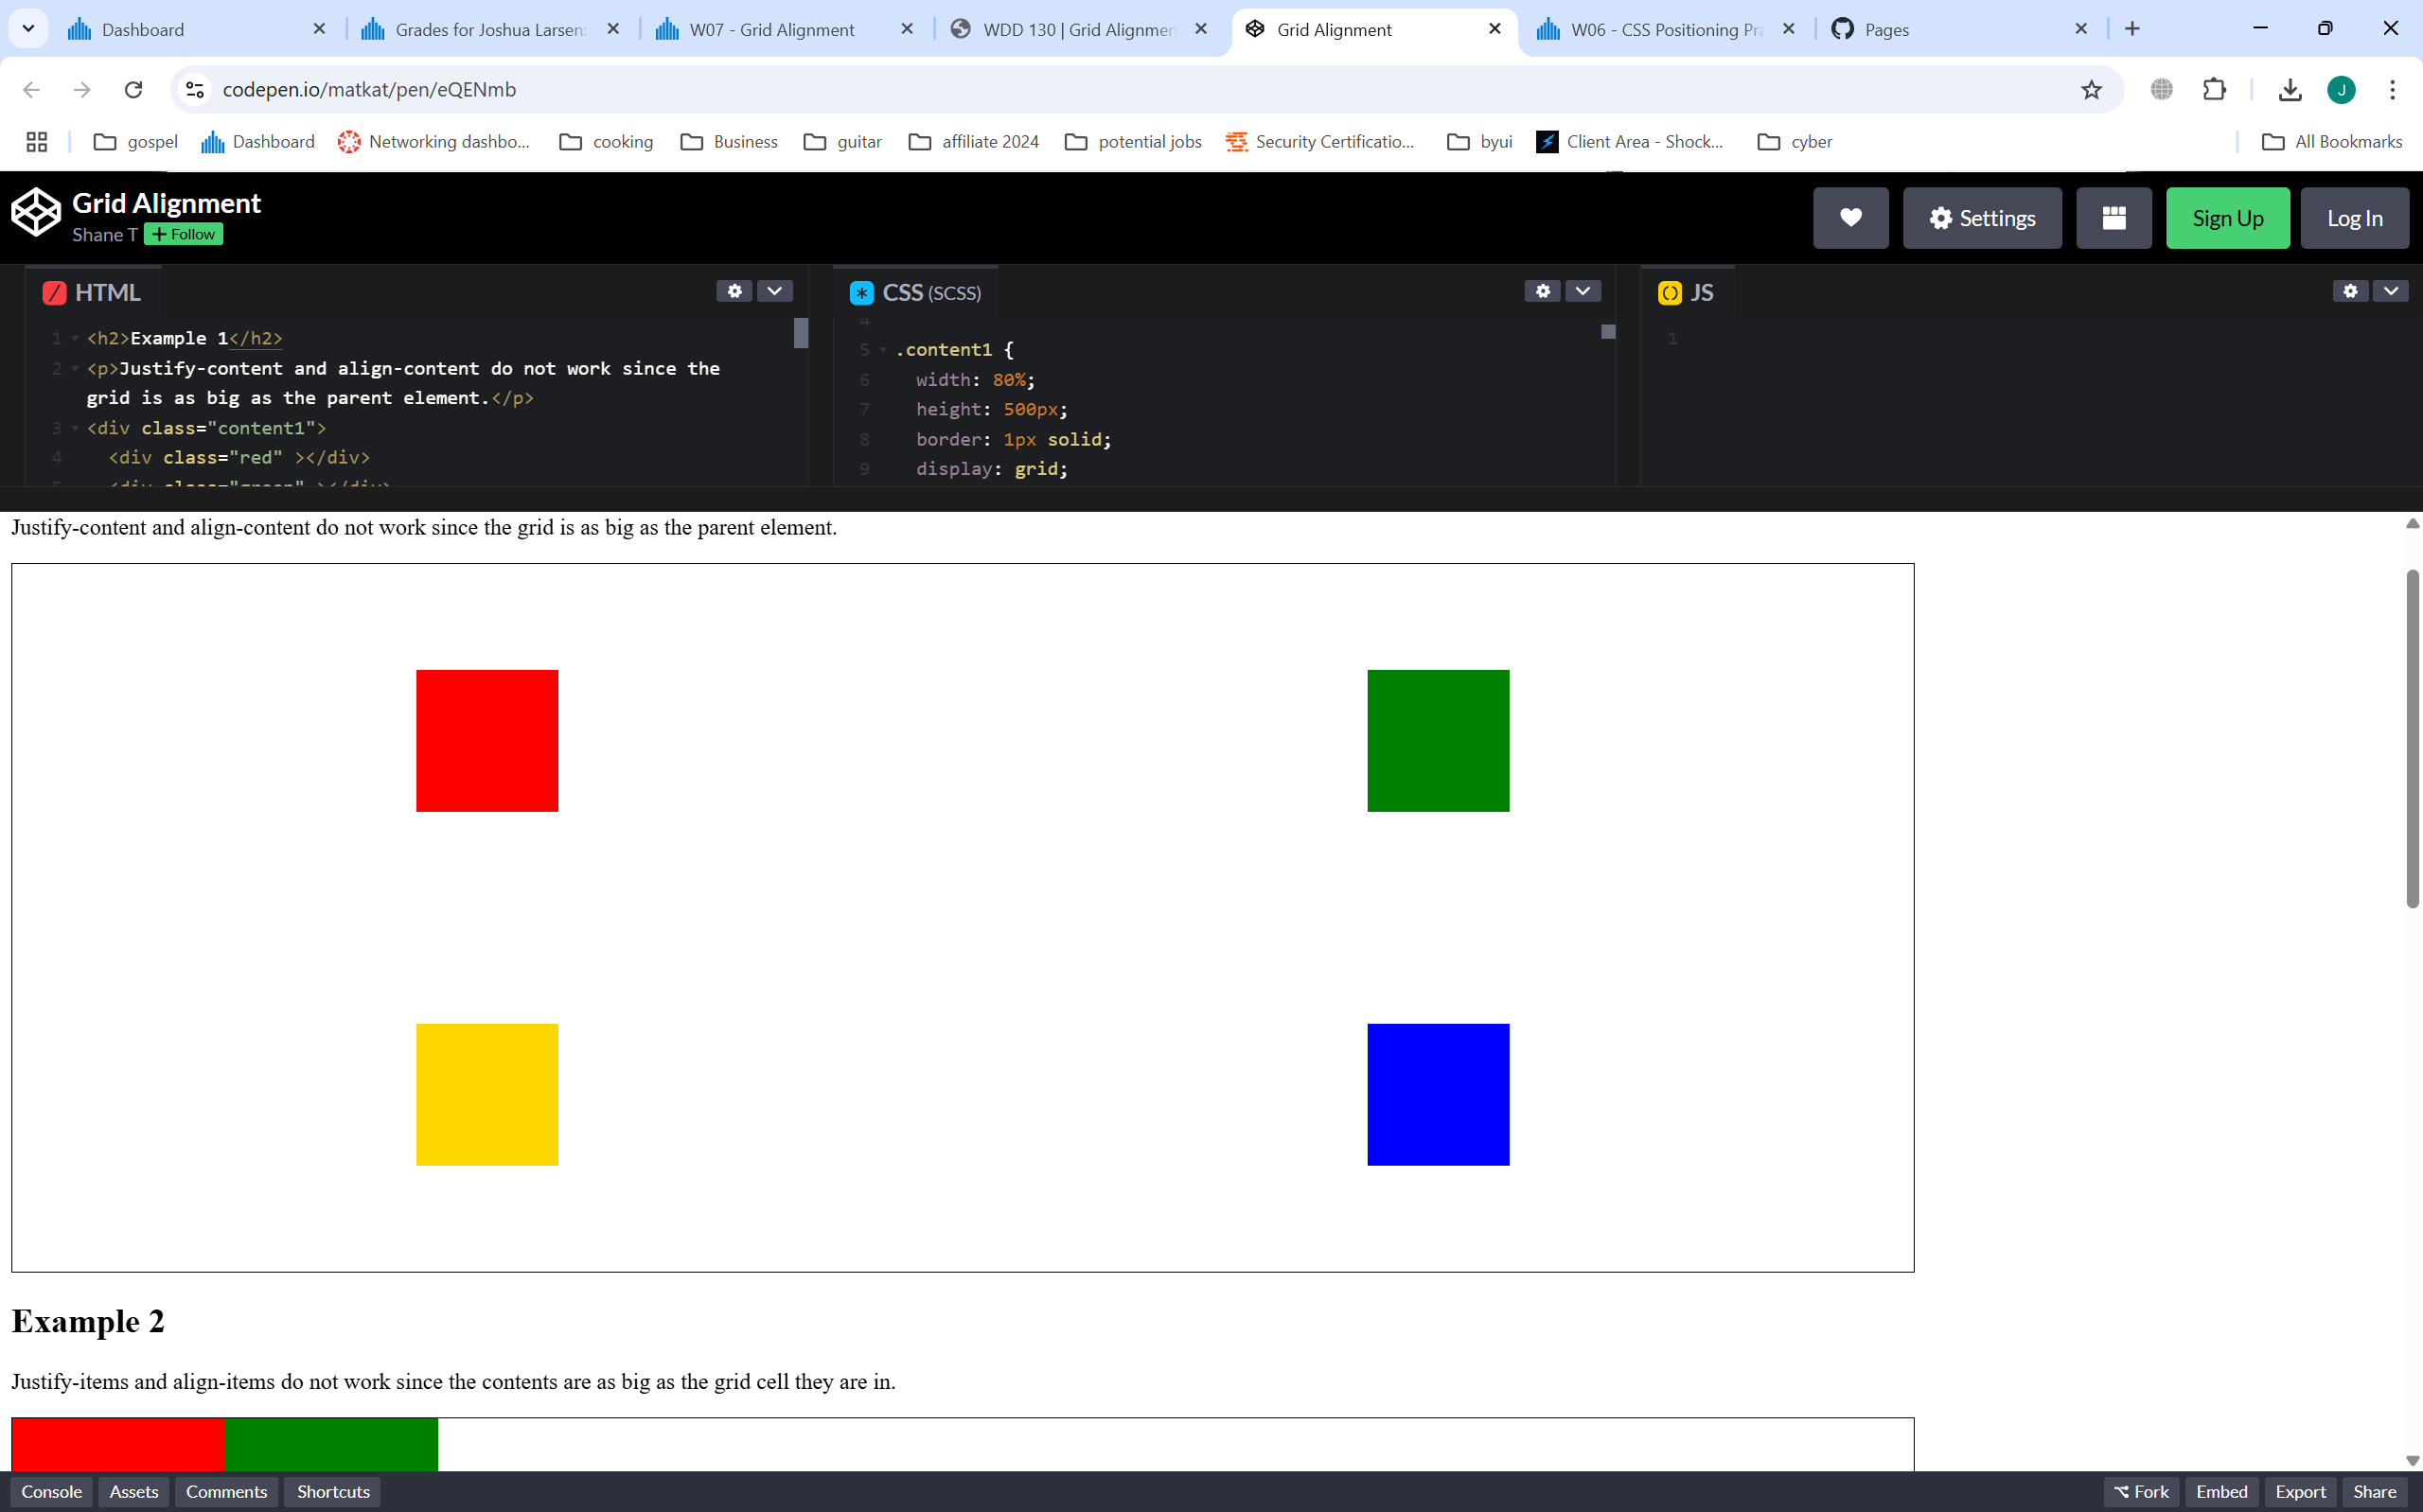 Dashboard
Grades for Joshua Larsen:
W07 - Grid Alignment
WDD 130 | Grid Alignmen
Grid Alignment
W06 - CSS Positioning Pra
Pages
codepen.io/matkat/pen/eQENmb
J
gospel
Dashboard
Networking dashbo...
cooking
Business
guitar
affiliate 2024
potential jobs
Security Certificatio...
byui
Client Area - Shock...
cyber
All Bookmarks
Grid Alignment
Shane T
+ Follow
Settings
Sign Up
Log In
HTML
1 <h2>Example 1</h2>
2 <p>Justify-content and align-content do not work since the
grid is as big as the parent element.</p>
3 <div class="content1">
4 <div class="red" ></div>
5 <div class="green" ></div>
CSS (SCSS)
4
5 .content1 {
6 width: 80%;
7 height: 500px;
8 border: 1px solid;
9 display: grid;
JS
1
Justify-content and align-content do not work since the grid is as big as the parent element.
Example 2
Justify-items and align-items do not work since the contents are as big as the grid cell they are in.
Console
Assets
Comments
Shortcuts
Fork
Embed
Export
Share